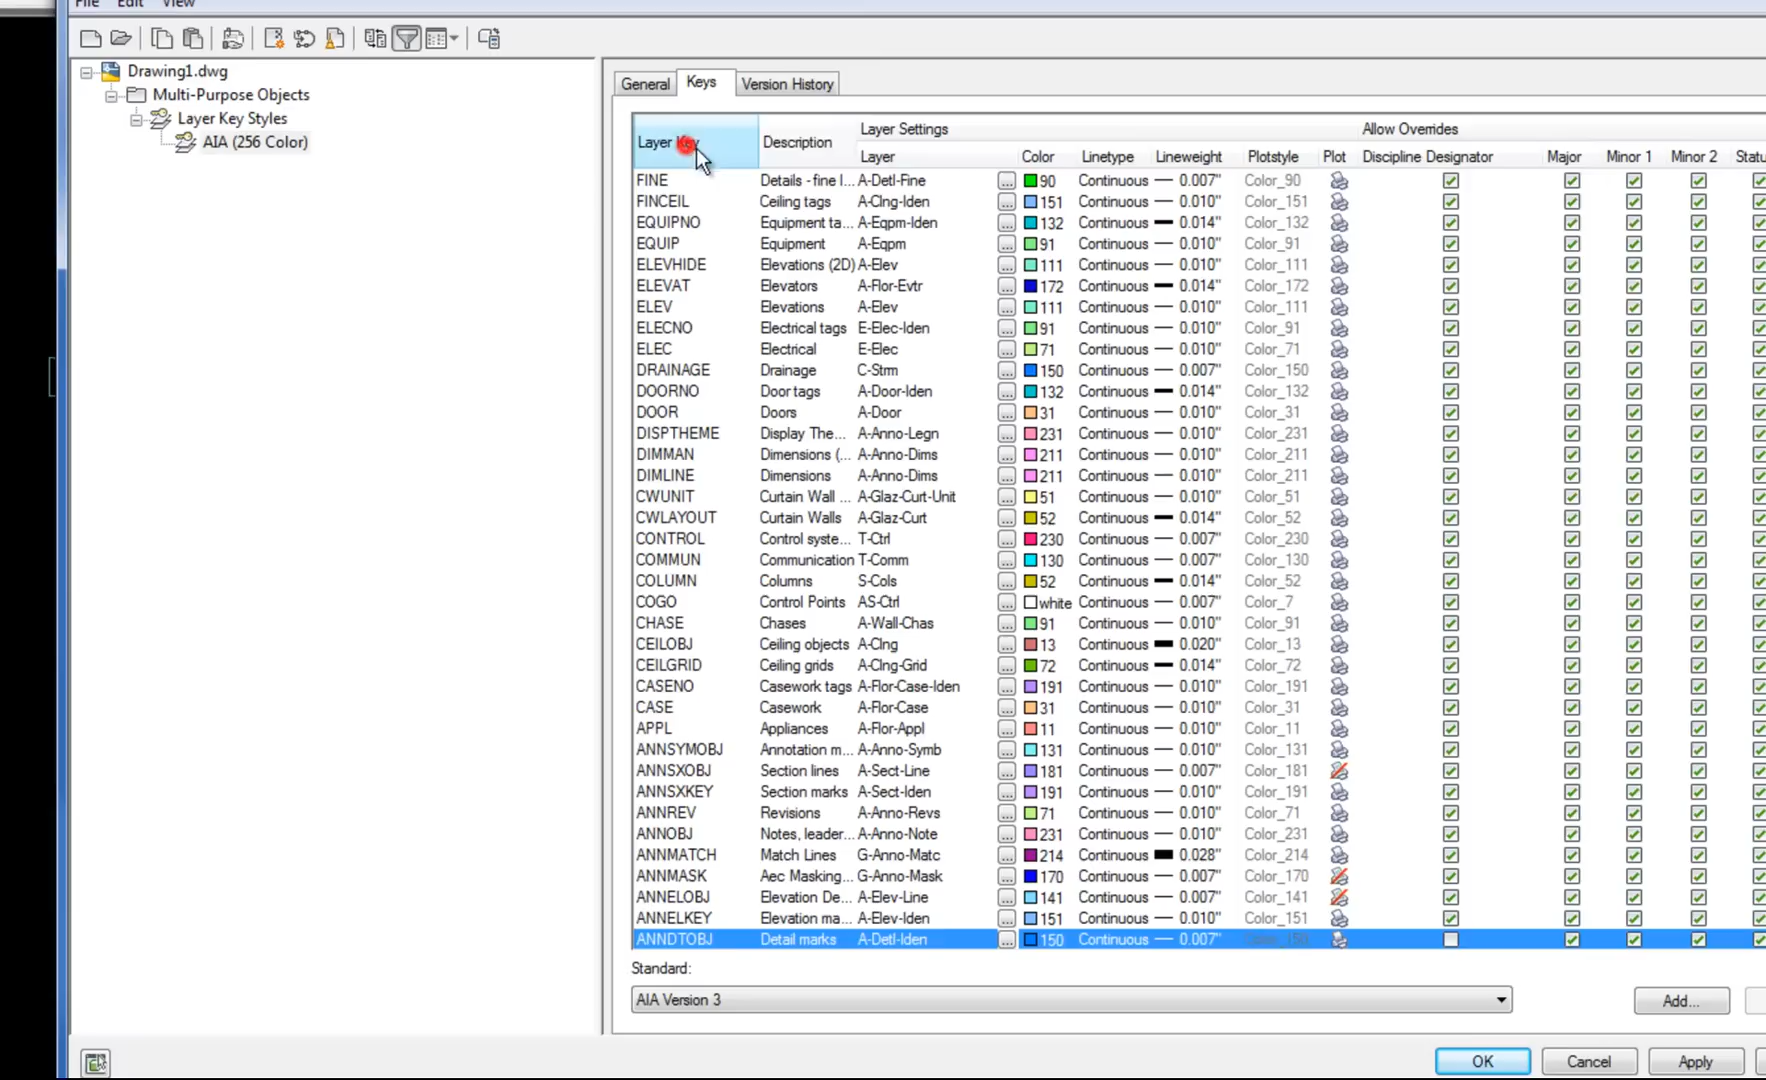 File Edit View
Drawing1.dwg
Multi-Purpose Objects
Layer Key Styles
AIA (256 Color)
General Keys Version History
Layer Settings Allow Overrides
Layer Key Description Layer Color Linetype Lineweight Plotstyle Plot Discipline Designator Major Minor 1 Minor 2 Statu
FINE Details - fine l... A-Detl-Fine ... 90 Continuous 0.007" Color_90
FINCEIL Ceiling tags A-Clng-Iden ... 151 Continuous 0.010" Color_151
EQUIPNO Equipment ta... A-Eqpm-Iden ... 132 Continuous 0.014" Color_132
EQUIP Equipment A-Eqpm ... 91 Continuous 0.010" Color_91
ELEVHIDE Elevations (2D) A-Elev ... 111 Continuous 0.010" Color_111
ELEVAT Elevators A-Flor-Evtr ... 172 Continuous 0.014" Color_172
ELEV Elevations A-Elev ... 111 Continuous 0.010" Color_111
ELECNO Electrical tags E-Elec-Iden ... 91 Continuous 0.010" Color_91
ELEC Electrical E-Elec ... 71 Continuous 0.010" Color_71
DRAINAGE Drainage C-Strm ... 150 Continuous 0.007" Color_150
DOORNO Door tags A-Door-Iden ... 132 Continuous 0.014" Color_132
DOOR Doors A-Door ... 31 Continuous 0.010" Color_31
DISPTHEME Display The... A-Anno-Legn ... 231 Continuous 0.010" Color_231
DIMMAN Dimensions (... A-Anno-Dims ... 211 Continuous 0.010" Color_211
DIMLINE Dimensions A-Anno-Dims ... 211 Continuous 0.010" Color_211
CWUNIT Curtain Wall ... A-Glaz-Curt-Unit ... 51 Continuous 0.010" Color_51
CWLAYOUT Curtain Walls A-Glaz-Curt ... 52 Continuous 0.014" Color_52
CONTROL Control syste... T-Ctrl ... 230 Continuous 0.007" Color_230
COMMUN Communication T-Comm ... 130 Continuous 0.007" Color_130
COLUMN Columns S-Cols ... 52 Continuous 0.014" Color_52
COGO Control Points AS-Ctrl ... white Continuous 0.007" Color_7
CHASE Chases A-Wall-Chas ... 91 Continuous 0.010" Color_91
CEILOBJ Ceiling objects A-Clng ... 13 Continuous 0.020" Color_13
CEILGRID Ceiling grids A-Clng-Grid ... 72 Continuous 0.014" Color_72
CASENO Casework tags A-Flor-Case-Iden ... 191 Continuous 0.010" Color_191
CASE Casework A-Flor-Case ... 31 Continuous 0.010" Color_31
APPL Appliances A-Flor-Appl ... 11 Continuous 0.010" Color_11
ANNSYMOBJ Annotation m... A-Anno-Symb ... 131 Continuous 0.010" Color_131
ANNSXOBJ Section lines A-Sect-Line ... 181 Continuous 0.007" Color_181
ANNSXKEY Section marks A-Sect-Iden ... 191 Continuous 0.010" Color_191
ANNREV Revisions A-Anno-Revs ... 71 Continuous 0.010" Color_71
ANNOBJ Notes, leader... A-Anno-Note ... 231 Continuous 0.010" Color_231
ANNMATCH Match Lines G-Anno-Matc ... 214 Continuous 0.028" Color_214
ANNMASK Aec Masking... G-Anno-Mask ... 170 Continuous 0.007" Color_170
ANNELOBJ Elevation De... A-Elev-Line ... 141 Continuous 0.007" Color_141
ANNELKEY Elevation ma... A-Elev-Iden ... 151 Continuous 0.010" Color_151
ANNDTOBJ Detail marks A-Detl-Iden ... 150 Continuous 0.007"
Standard:
AIA Version 3 Add...
OK Cancel Apply